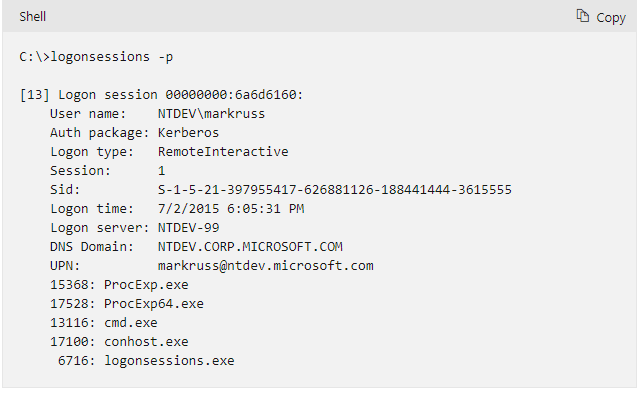 Shell
Copy
C:\>logonsessions -p
[13] Logon session 00000000:6a6d6160:
User name: NTDEV\markruss
Auth package: Kerberos
Logon type: RemoteInteractive
Session: 1
Sid: S-1-5-21-397955417-626881126-188441444-3615555
Logon time: 7/2/2015 6:05:31 PM
Logon server: NTDEV-99
DNS Domain: NTDEV.CORP.MICROSOFT.COM
UPN: markruss@ntdev.microsoft.com
15368: ProcExp.exe
17528: ProcExp64.exe
13116: cmd.exe
17100: conhost.exe
6716: logonsessions.exe